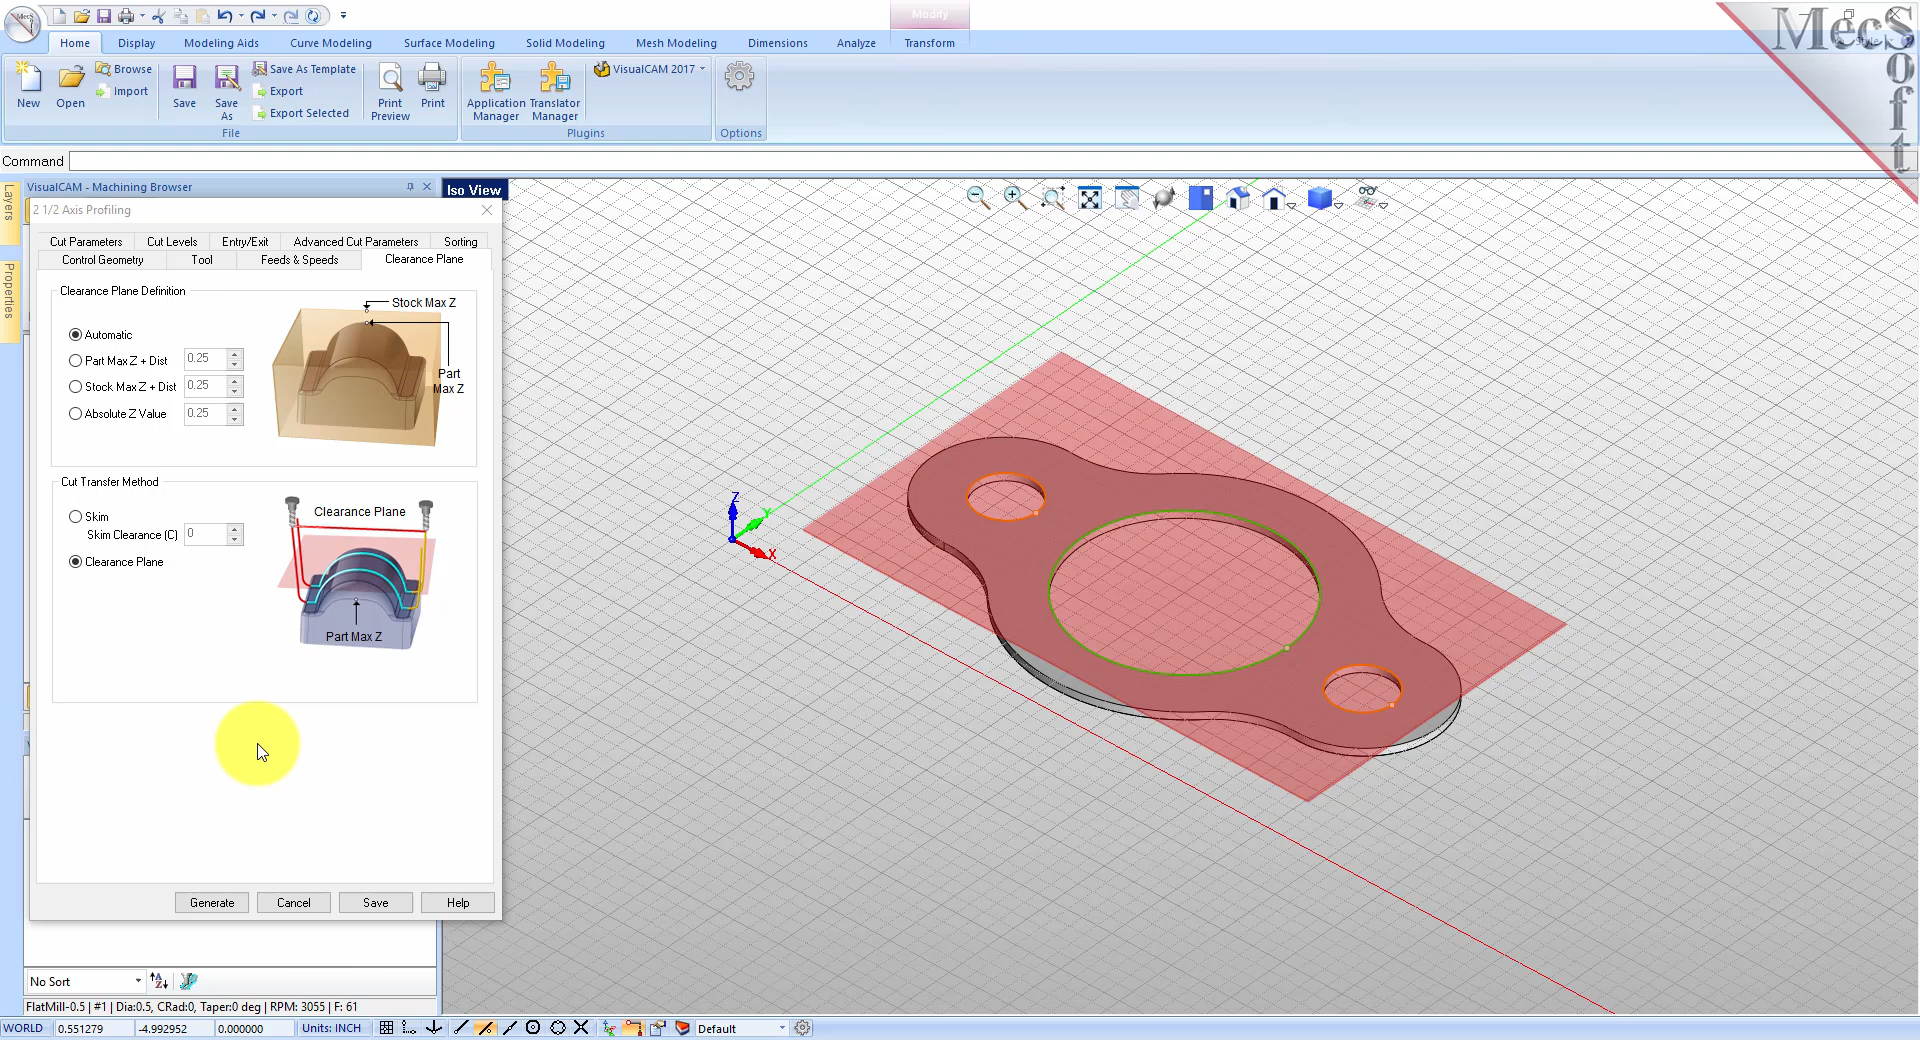 Modify
Home Display Modeling Aids Curve Modeling Surface Modeling Solid Modeling Mesh Modeling Dimensions Analyze Transform
MecSoft
New
Open
Browse
Import
Save
Save As
Save As Template
Export
Export Selected
Print Preview
Print
Application Manager
Translator Manager
VisualCAM 2017
File
Plugins
Options
Command
Layers
Properties
VisualCAM - Machining Browser
Iso View
2 1/2 Axis Profiling
Cut Parameters Cut Levels Entry/Exit Advanced Cut Parameters Sorting
Control Geometry Tool Feeds & Speeds Clearance Plane
Clearance Plane Definition
Stock Max Z
Automatic
Part Max Z + Dist 0.25
Part
Max Z
Stock Max Z + Dist 0.25
Absolute Z Value 0.25
Cut Transfer Method
Clearance Plane
Skim
Skim Clearance (C) 0
Clearance Plane
Part Max Z
Z
Y
X
Generate Cancel Save Help
No Sort
FlatMill-0.5 | #1 | Dia:0.5, CRad:0, Taper:0 deg | RPM: 3055 | F: 61
WORLD 0.551279 -4.992952 0.000000 Units: INCH Default